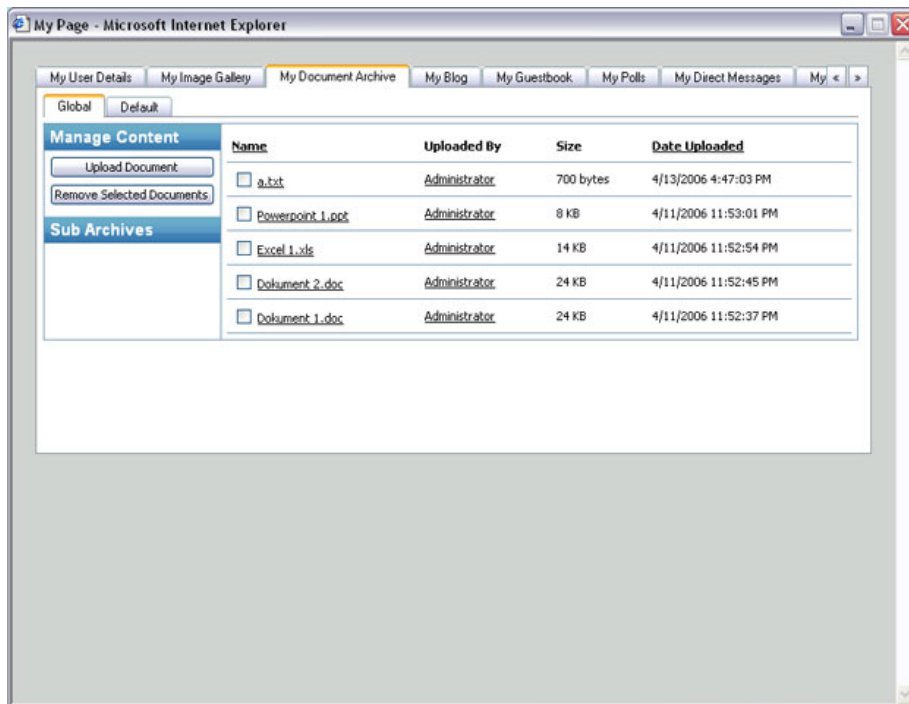 My Page - Microsoft Internet Explorer
My User Details My Image Gallery My Document Archive My Blog My Guestbook My Polls My Direct Messages My « »
Global Default
Manage Content
Upload Document
Remove Selected Documents
Sub Archives
Name Uploaded By Size Date Uploaded
a.txt Administrator 700 bytes 4/13/2006 4:47:03 PM
Powerpoint 1.ppt Administrator 8 KB 4/11/2006 11:53:01 PM
Excel 1.xls Administrator 14 KB 4/11/2006 11:52:54 PM
Dokument 2.doc Administrator 24 KB 4/11/2006 11:52:45 PM
Dokument 1.doc Administrator 24 KB 4/11/2006 11:52:37 PM